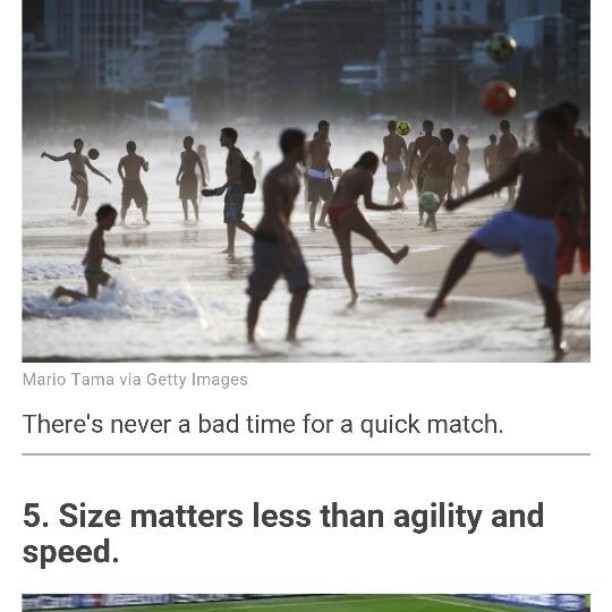 Mario Tama via Getty Images
There's never a bad time for a quick match.
5. Size matters less than agility and
speed.